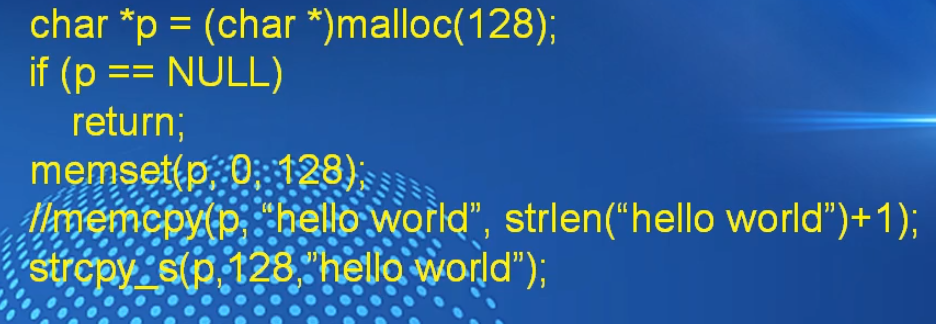 char *p = (char *)malloc(128);
if (p == NULL)
return;
memset(p, 0, 128);
//memcpy(p, “hello world”, strlen(“hello world”)+1);
strcpy_s(p,128,”hello world”);